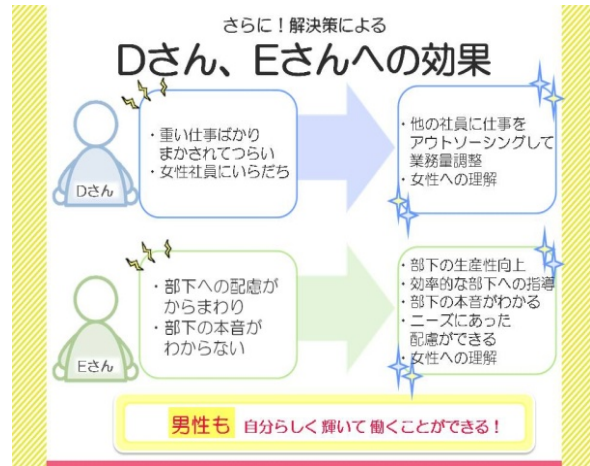 さらに！解決策による
Dさん、Eさんへの効果
・重い仕事ばかり
まかされてつらい
・女性社員にいらだち
Dさん
・他の社員に仕事を
アウトソーシングして
業務量調整
・女性への理解
・部下への配慮が
からまわり
・部下の本音が
わからない
Eさん
・部下の生産性向上
・効率的な部下への指導
・部下の本音がわかる
・ニーズにあった
配慮ができる
・女性への理解
男性も 自分らしく輝いて働くことができる！